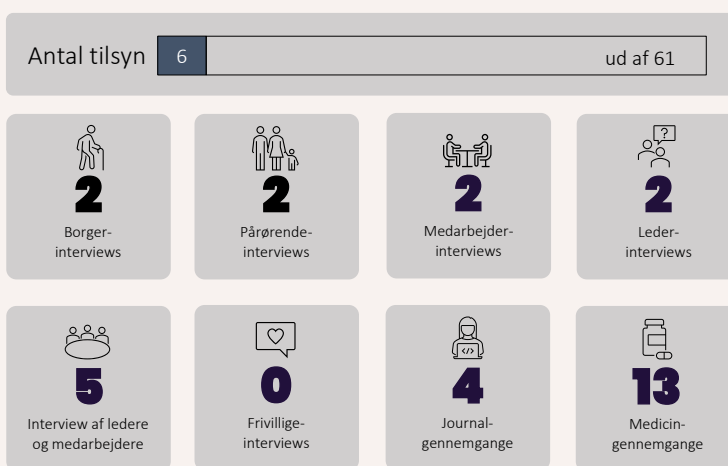 Antal tilsyn 6 ud af 61
?
2 2 2 2
Borger-
interviews
Pårørende-
interviews
Medarbejder-
interviews
Leder-
interviews
</>
5 0 4 13
Interview af ledere
og medarbejdere
Frivillige-
interviews
Journal-
gennemgange
Medicin-
gennemgange